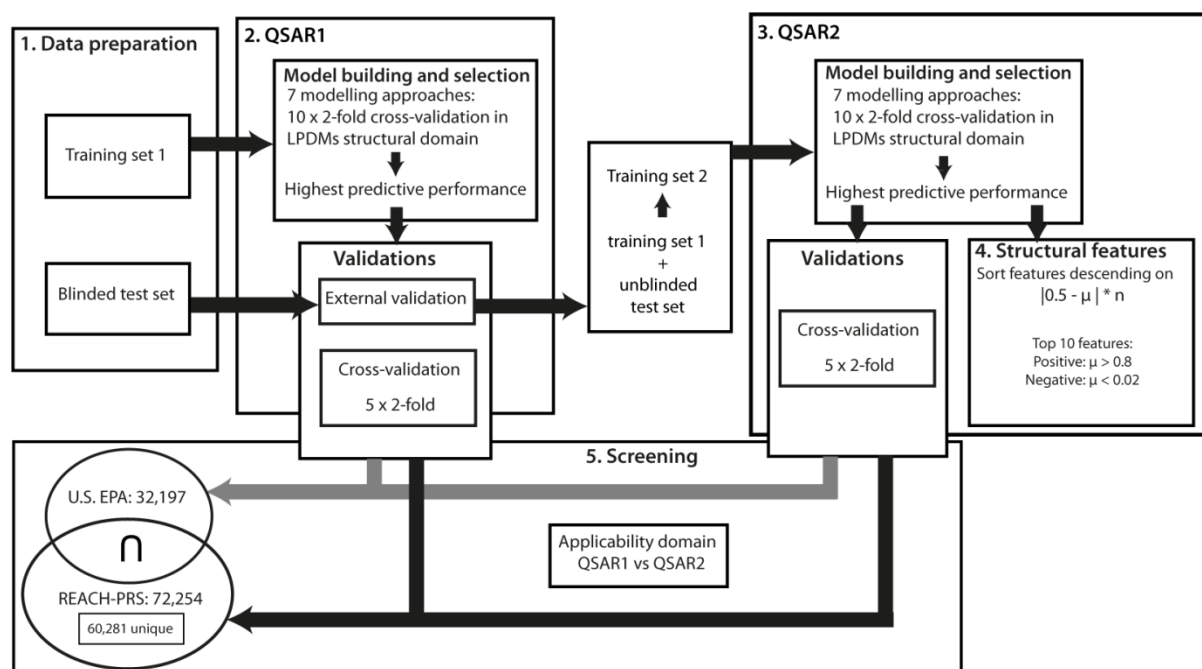 1. Data preparation
Training set 1
Blinded test set
2. QSAR1
Model building and selection
7 modelling approaches:
10 x 2-fold cross-validation in
LPDMs structural domain
Highest predictive performance
Validations
External validation
Cross-validation
5 x 2-fold
Training set 2
training set 1
+
unblinded
test set
3. QSAR2
Model building and selection
7 modelling approaches:
10 x 2-fold cross-validation in
LPDMs structural domain
Highest predictive performance
Validations
Cross-validation
5 x 2-fold
4. Structural features
Sort features descending on
|0.5 - μ | * n
Top 10 features:
Positive: μ > 0.8
Negative: μ < 0.02
5. Screening
U.S. EPA: 32,197
∩
REACH-PRS: 72,254
60,281 unique
Applicability domain
QSAR1 vs QSAR2